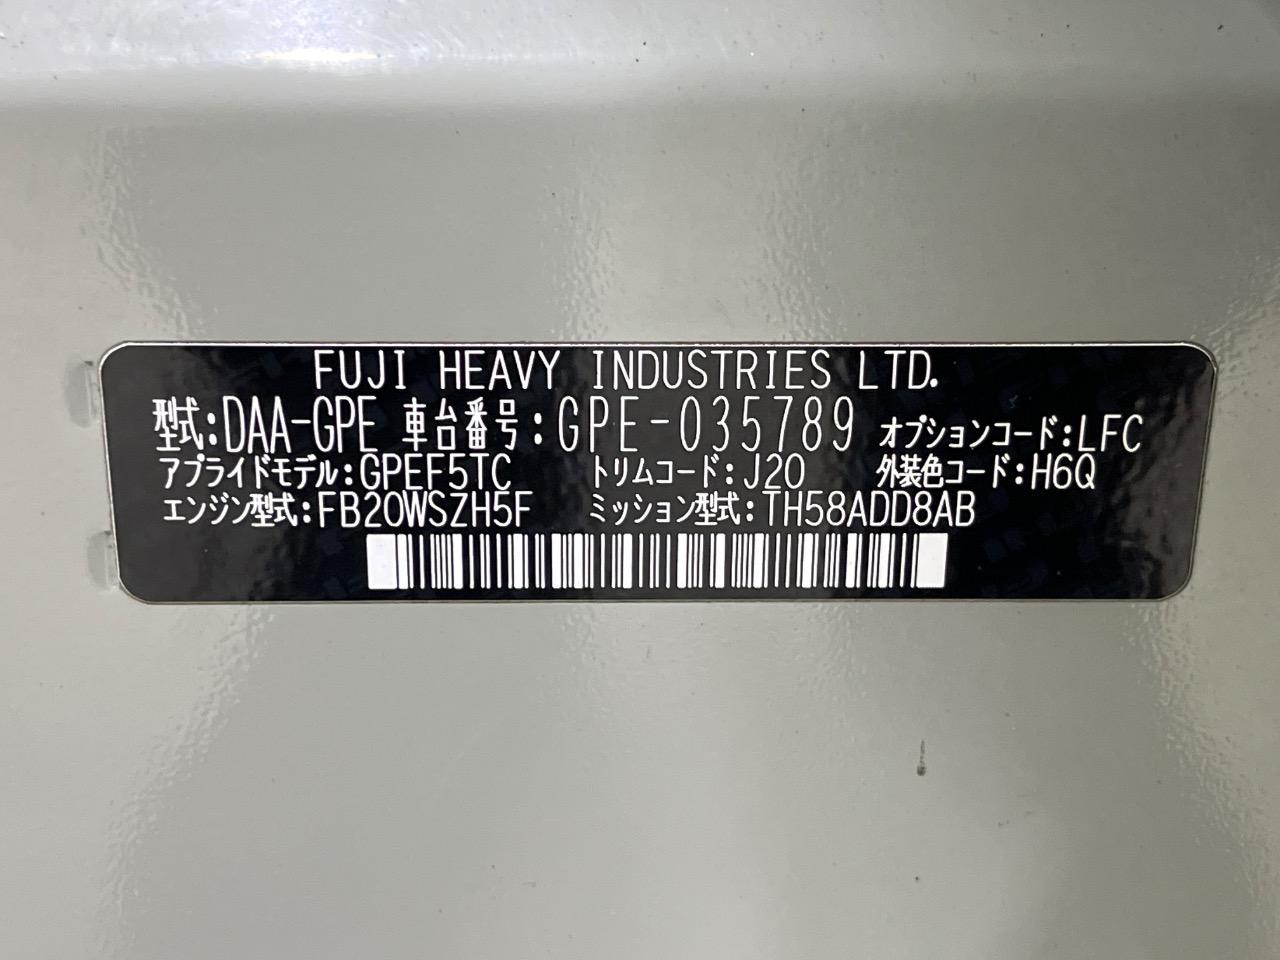 FUJI HEAVY INDUSTRIES LTD.
型式:DAA-GPE 車台番号:GPE-035789 オプションコード:LFC
アプライドモデル:GPEF5TC トリムコード:J20 外装色コード:H6Q
エンジン型式:FB20WSZH5F ミッション型式:TH58ADD8AB